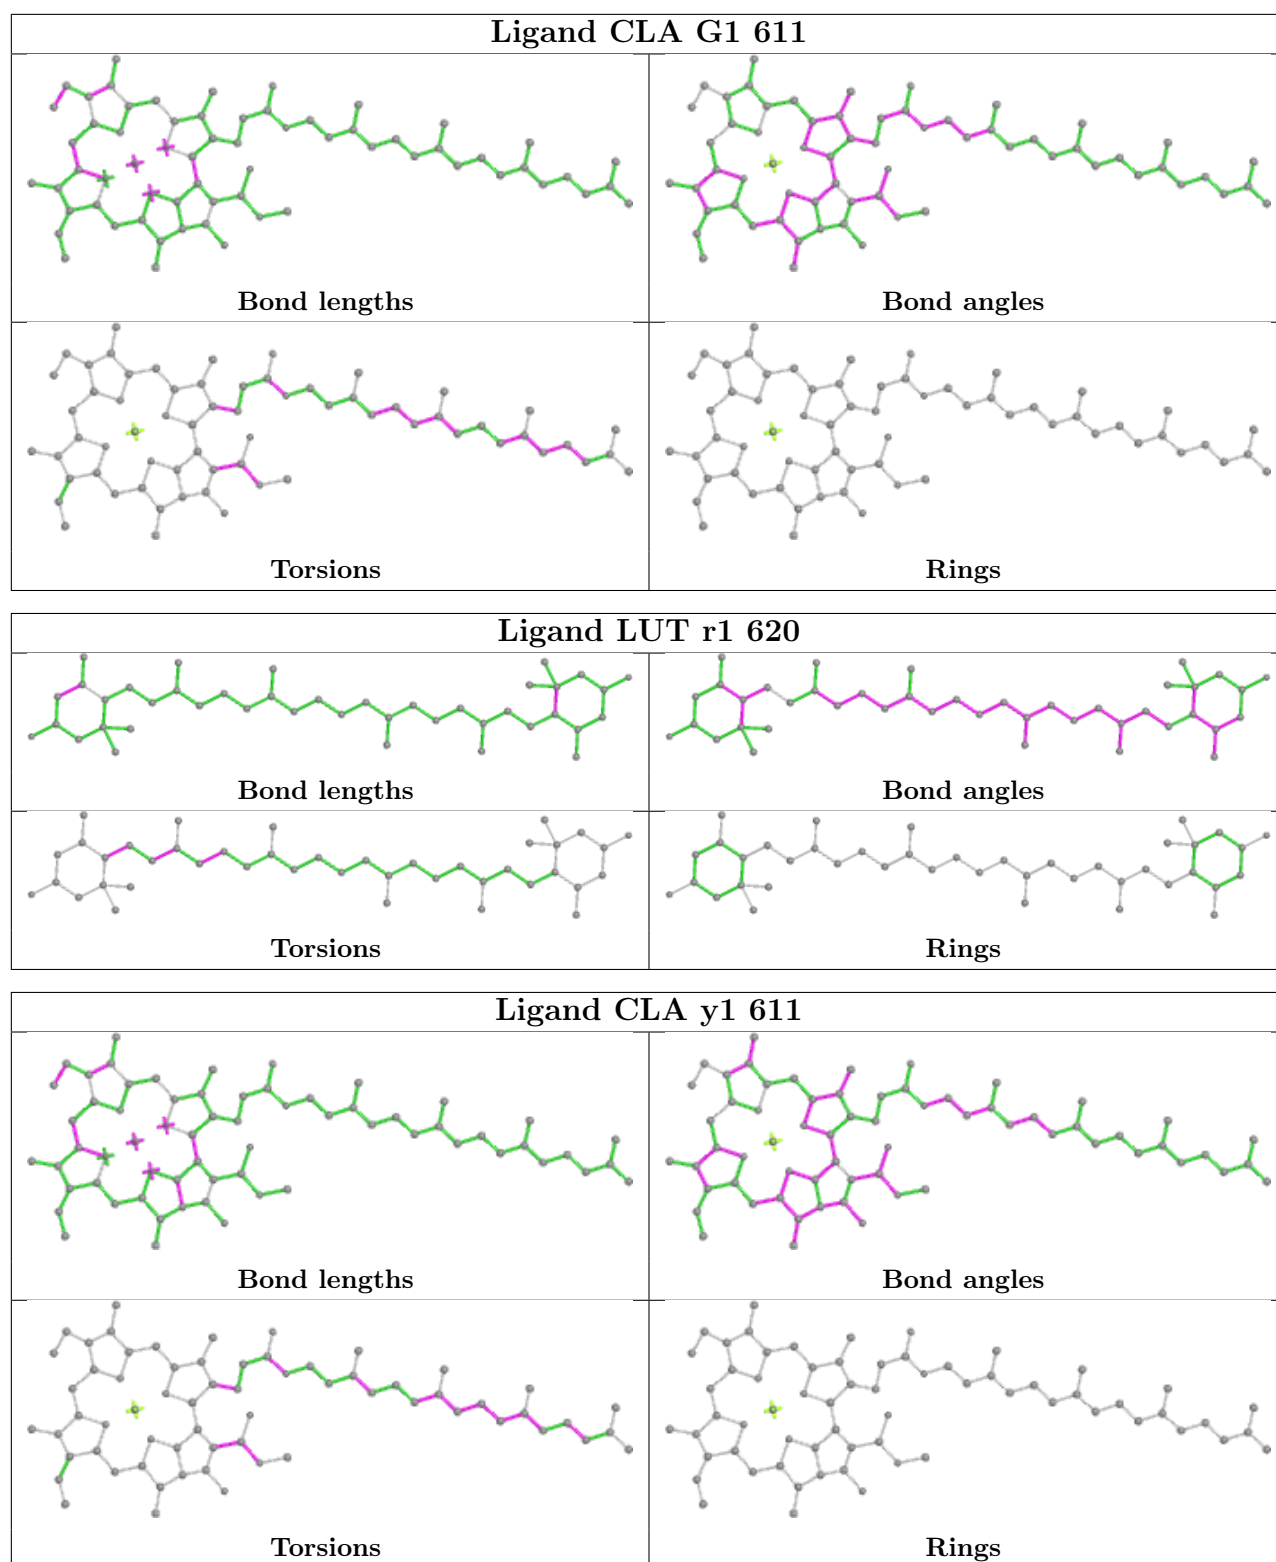 Ligand CLA G1 611
Bond lengths
Bond angles
Torsions
Rings
Ligand LUT r1 620
Bond lengths
Bond angles
Torsions
Rings
Ligand CLA y1 611
Bond lengths
Bond angles
Torsions
Rings